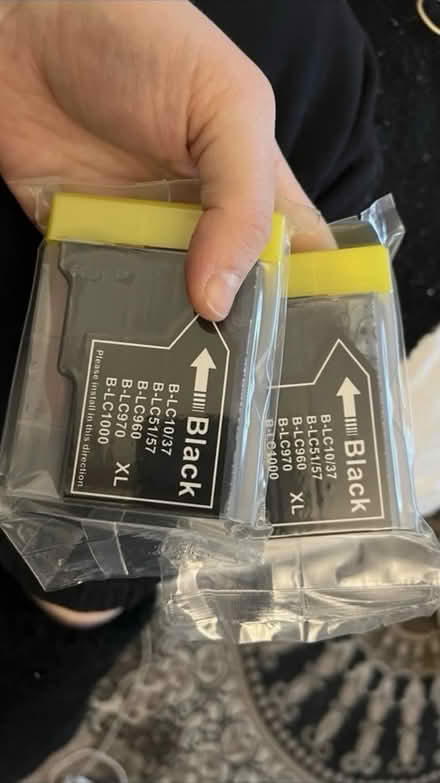 Black
B-LC10/37
B-LC51/57
B-LC960
B-LC970
B-LC1000
XL
Please install in this direction
Black
B-LC10/37
B-LC51/57
B-LC960
B-LC970
B-LC1000
XL